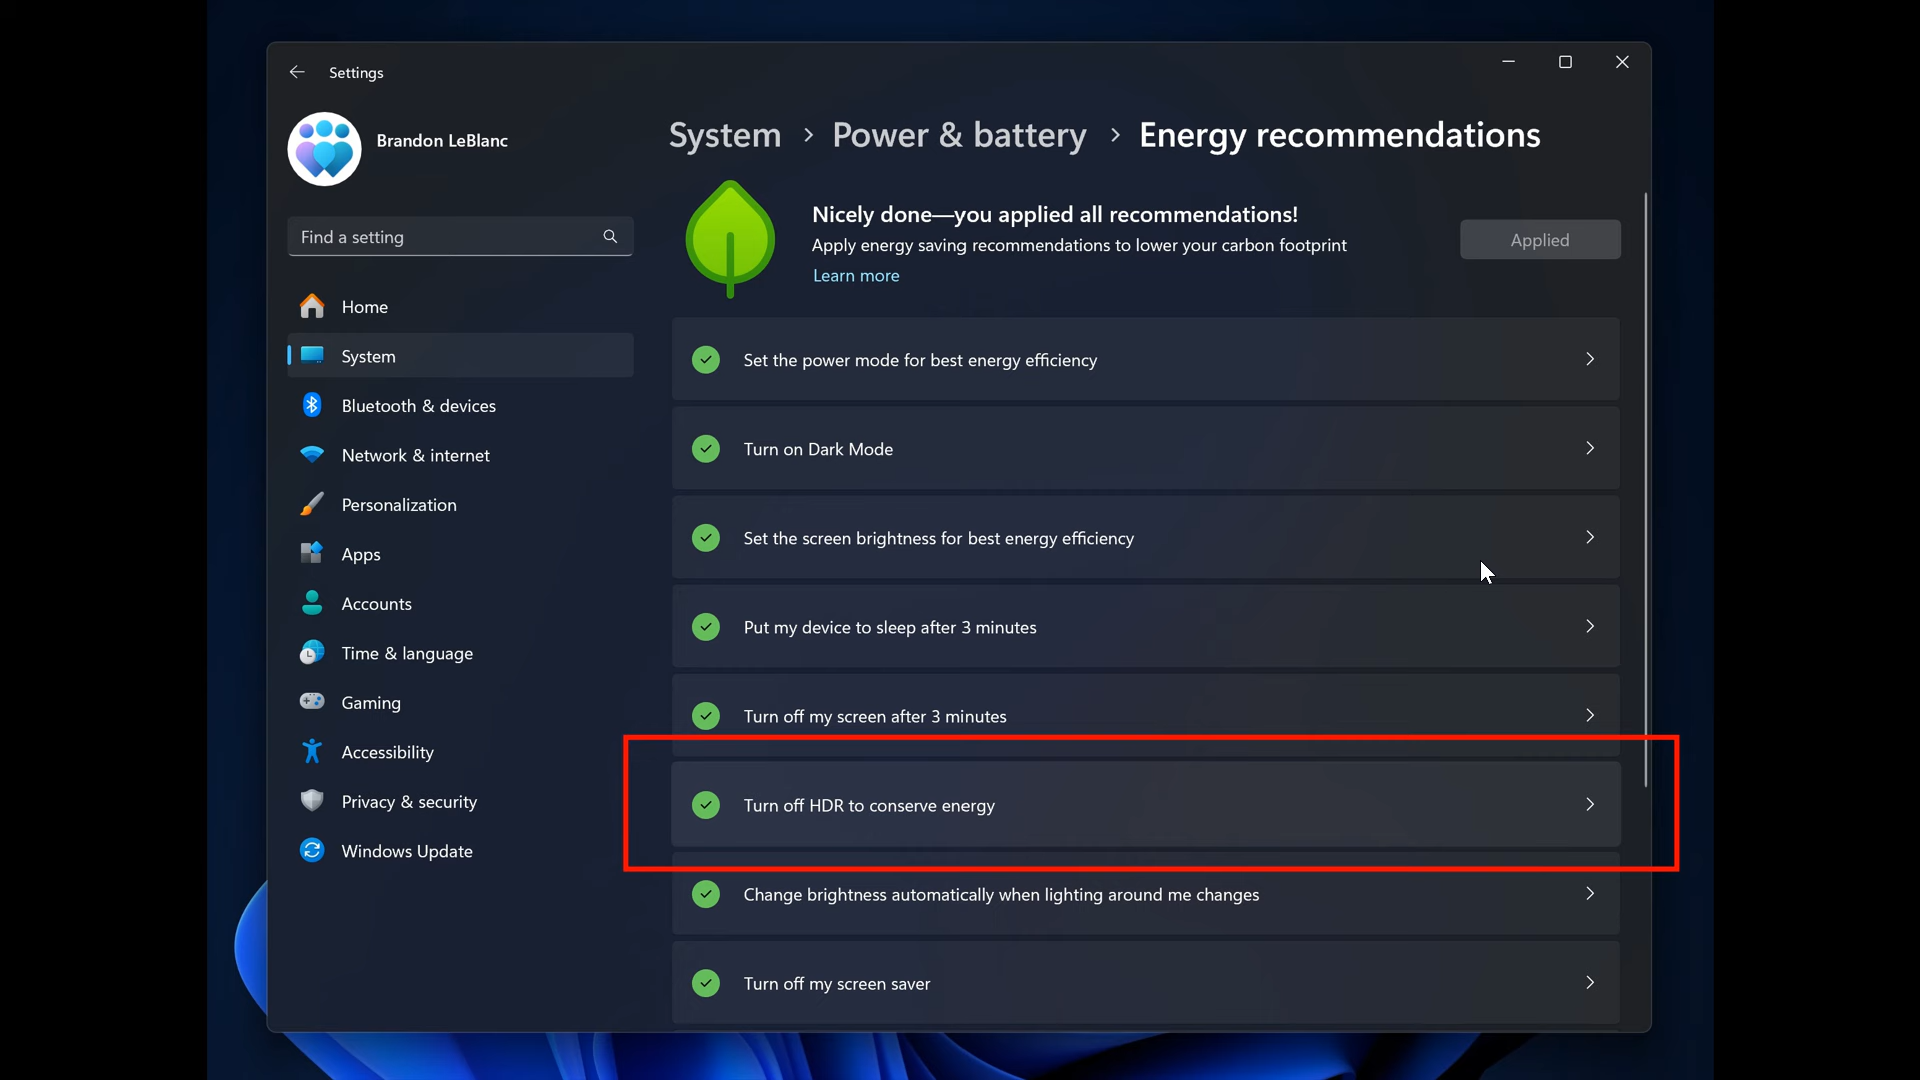 Settings
Brandon LeBlanc
Find a setting
Home
System
Bluetooth & devices
Network & internet
Personalization
Apps
Accounts
Time & language
Gaming
Accessibility
Privacy & security
Windows Update
System > Power & battery > Energy recommendations
Nicely done—you applied all recommendations!
Apply energy saving recommendations to lower your carbon footprint
Learn more
Applied
Set the power mode for best energy efficiency
Turn on Dark Mode
Set the screen brightness for best energy efficiency
Put my device to sleep after 3 minutes
Turn off my screen after 3 minutes
Turn off HDR to conserve energy
Change brightness automatically when lighting around me changes
Turn off my screen saver